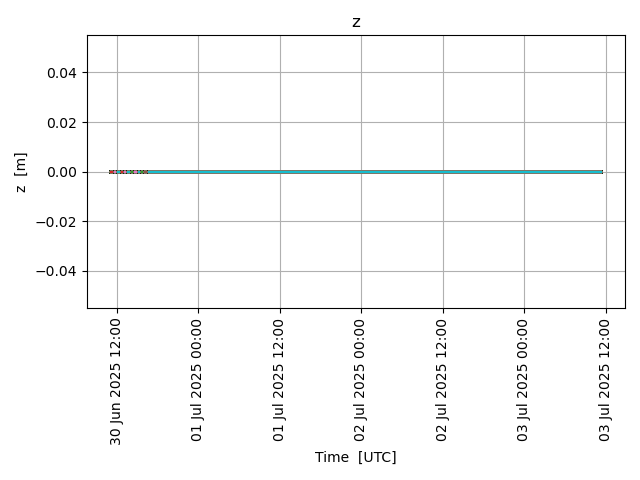 z
0.04
0.02
0.00
−0.02
−0.04
z [m]
30 Jun 2025 12:00
01 Jul 2025 00:00
01 Jul 2025 12:00
02 Jul 2025 00:00
02 Jul 2025 12:00
03 Jul 2025 00:00
03 Jul 2025 12:00
Time [UTC]